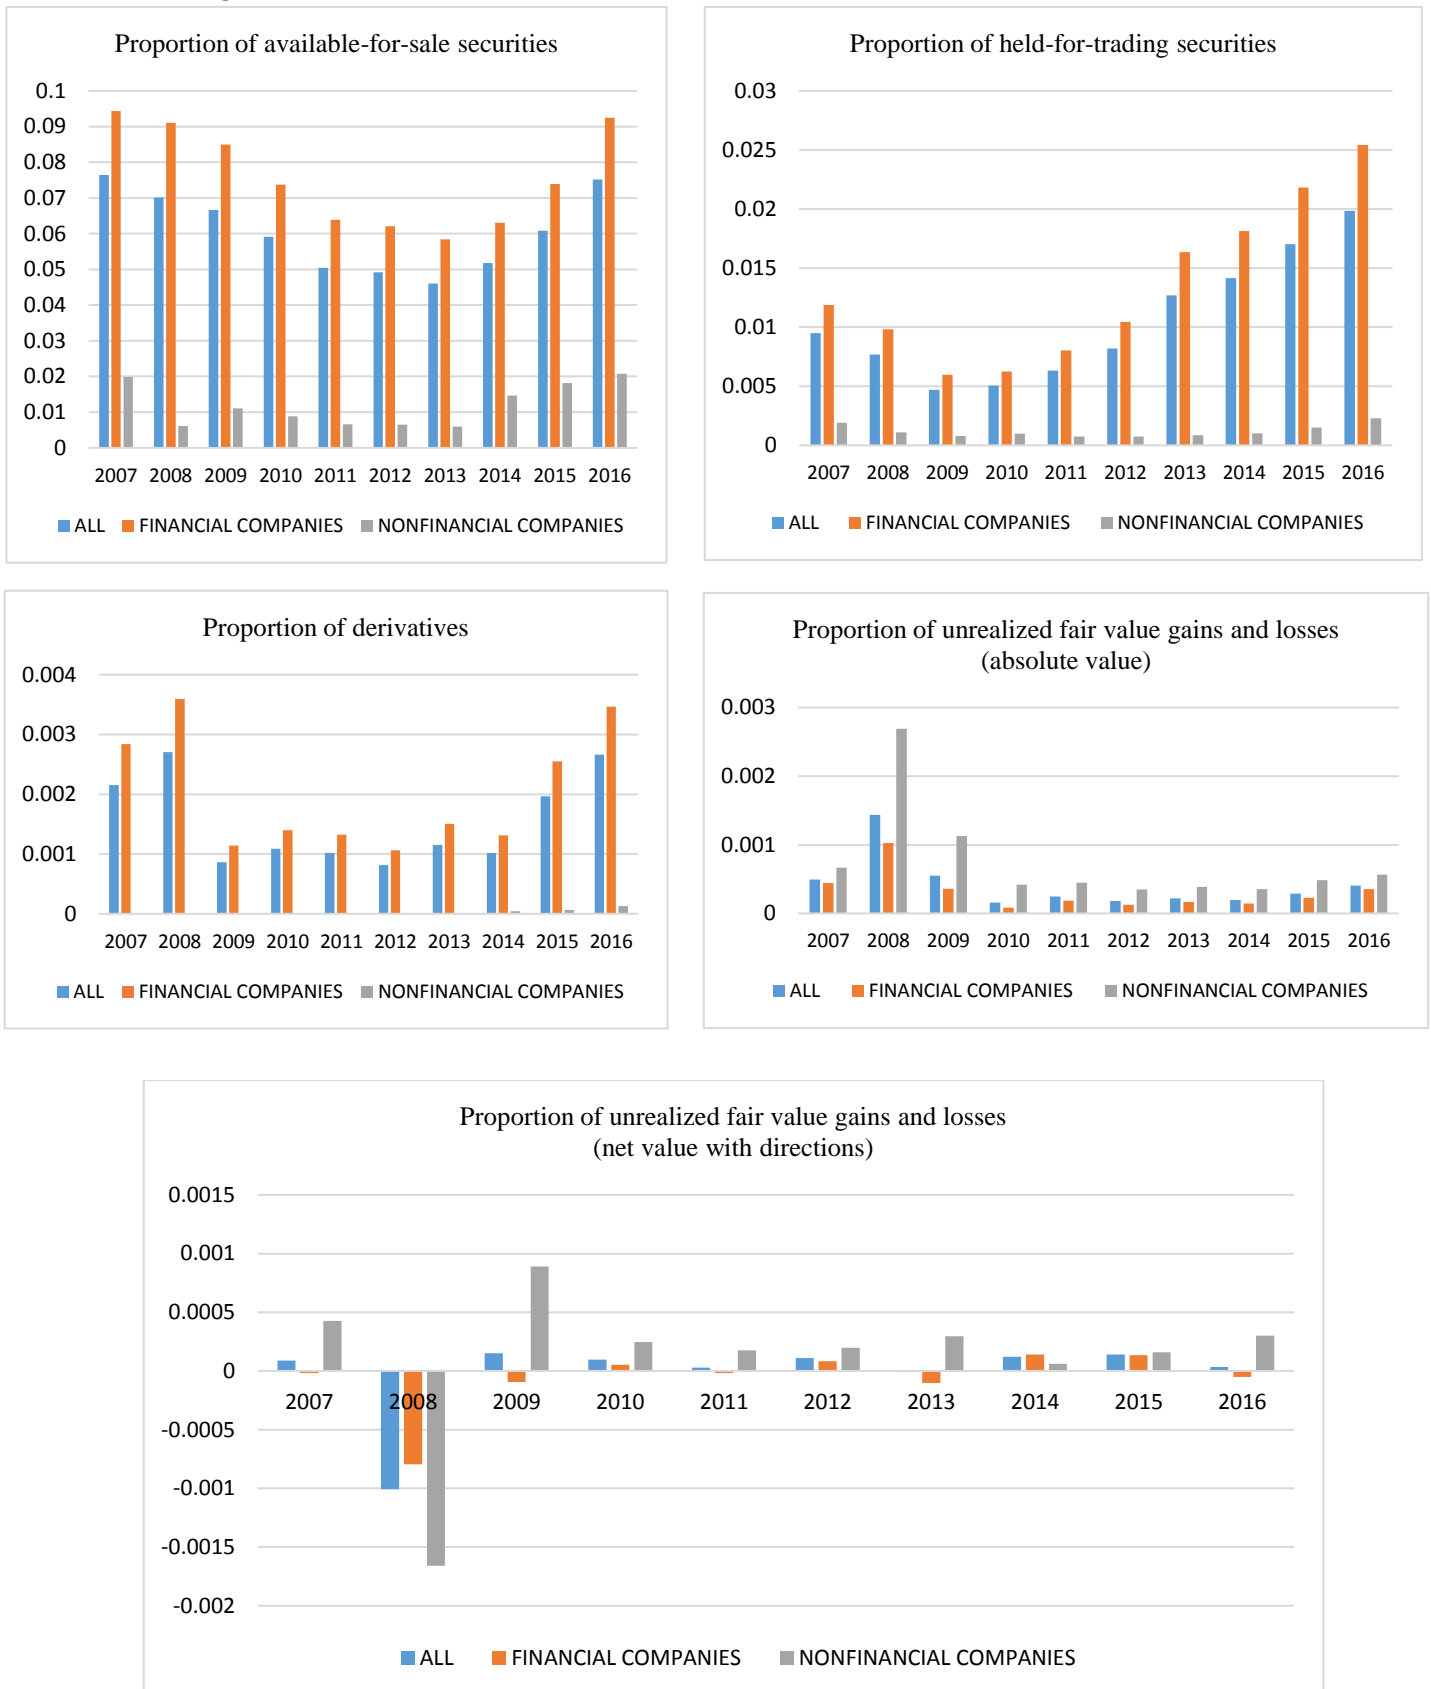 Proportion of available-for-sale securities
0.1
0.09
0.08
0.07
0.06
0.05
0.04
0.03
0.02
0.01
0
2007 2008 2009 2010 2011 2012 2013 2014 2015 2016
ALL FINANCIAL COMPANIES NONFINANCIAL COMPANIES
Proportion of held-for-trading securities
0.03
0.025
0.02
0.015
0.01
0.005
0
2007 2008 2009 2010 2011 2012 2013 2014 2015 2016
ALL FINANCIAL COMPANIES NONFINANCIAL COMPANIES
Proportion of derivatives
0.004
0.003
0.002
0.001
0
2007 2008 2009 2010 2011 2012 2013 2014 2015 2016
ALL FINANCIAL COMPANIES NONFINANCIAL COMPANIES
Proportion of unrealized fair value gains and losses
(absolute value)
0.003
0.002
0.001
0
2007 2008 2009 2010 2011 2012 2013 2014 2015 2016
ALL FINANCIAL COMPANIES NONFINANCIAL COMPANIES
Proportion of unrealized fair value gains and losses
(net value with directions)
0.0015
0.001
0.0005
0
-0.0005
-0.001
-0.0015
-0.002
2007 2008 2009 2010 2011 2012 2013 2014 2015 2016
ALL FINANCIAL COMPANIES NONFINANCIAL COMPANIES